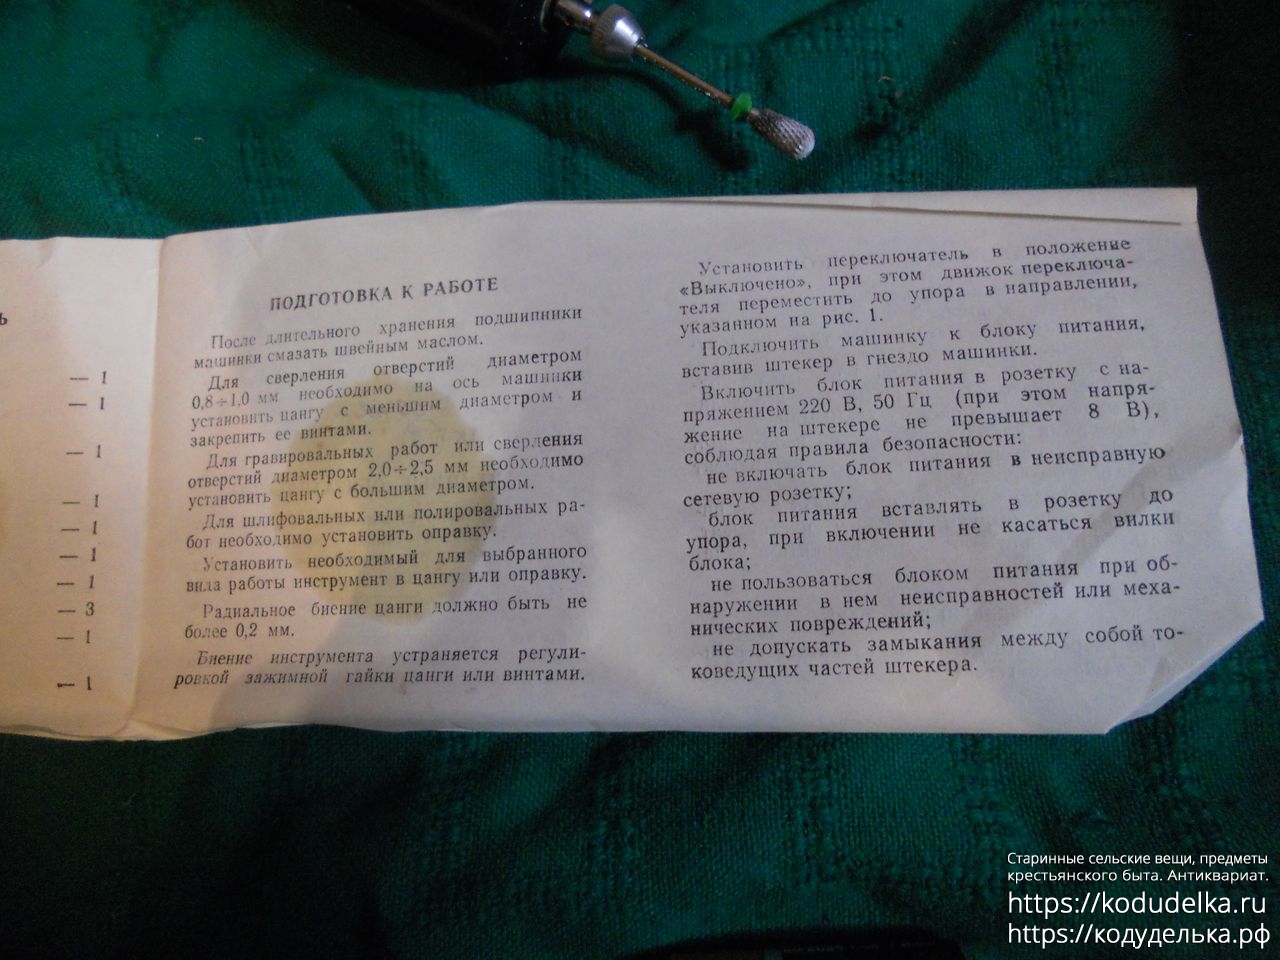 Ь
— 1
— 1
— 1
— 1
— 1
— 1
— 1
— 3
— 1
— 1
ПОДГОТОВКА К РАБОТЕ
После длительного хранения подшипники
машинки смазать швейным маслом.
Для сверления отверстий диаметром
0,8÷1,0 мм необходимо на ось машинки
установить цангу с меньшим диаметром и
закрепить ее винтами.
Для гравировальных работ или сверления
отверстий диаметром 2,0÷2,5 мм необходимо
установить цангу с большим диаметром.
Для шлифовальных или полировальных ра-
бот необходимо установить оправку.
Установить необходимый для выбранного
вида работы инструмент в цангу или оправку.
Радиальное биение цанги должно быть не
более 0,2 мм.
Биение инструмента устраняется регули-
ровкой зажимной гайки цанги или винтами.
Установить переключатель в положение
«Выключено», при этом движок переключа-
теля переместить до упора в направлении,
указанном на рис. 1.
Подключить машинку к блоку питания,
вставив штекер в гнездо машинки.
Включить блок питания в розетку с на-
пряжением 220 В, 50 Гц (при этом напря-
жение на штекере не превышает 8 В),
соблюдая правила безопасности:
не включать блок питания в неисправную
сетевую розетку;
блок питания вставлять в розетку до
упора, при включении не касаться вилки
блока;
не пользоваться блоком питания при об-
наружении в нем неисправностей или меха-
нических повреждений;
не допускать замыкания между собой то-
коведущих частей штекера.
Старинные сельские вещи, предметы
крестьянского быта. Антиквариат.
https://kodudelka.ru
https://кодуделька.рф